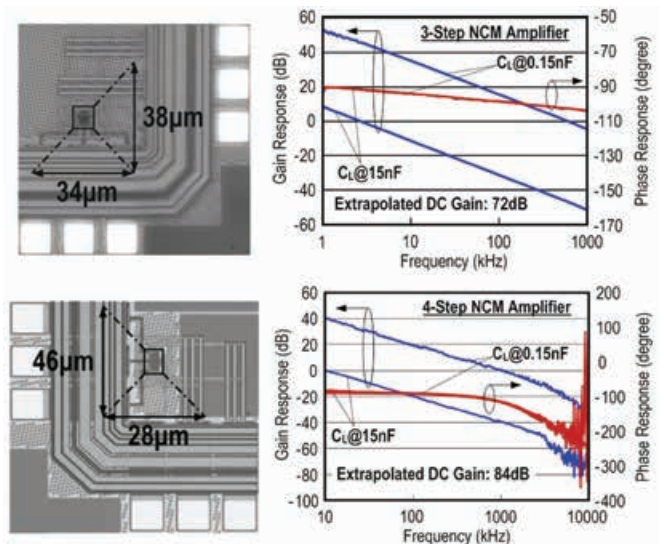 38μm
34μm
60
40
20
0
-20
-40
60
-50
-70
-90
-110
-130
-150
-170
3-Step NCM Amplifier
CL@0.15nF
CL@15nF
Extrapolated DC Gain: 72dB
Gain Response (dB)
Phase Response (degree)
1
10
100
1000
Frequency (kHz)
46μm
28μm
100
80
60
40
20
0
-20
-40
-60
-80
-100
200
100
0
-100
-200
-300
-400
4-Step NCM Amplifier
CL@0.15nF
CL@15nF
Extrapolated DC Gain: 84dB
Gain Response (dB)
Phase Response (degree)
10
100
1000
10000
Frequency (kHz)